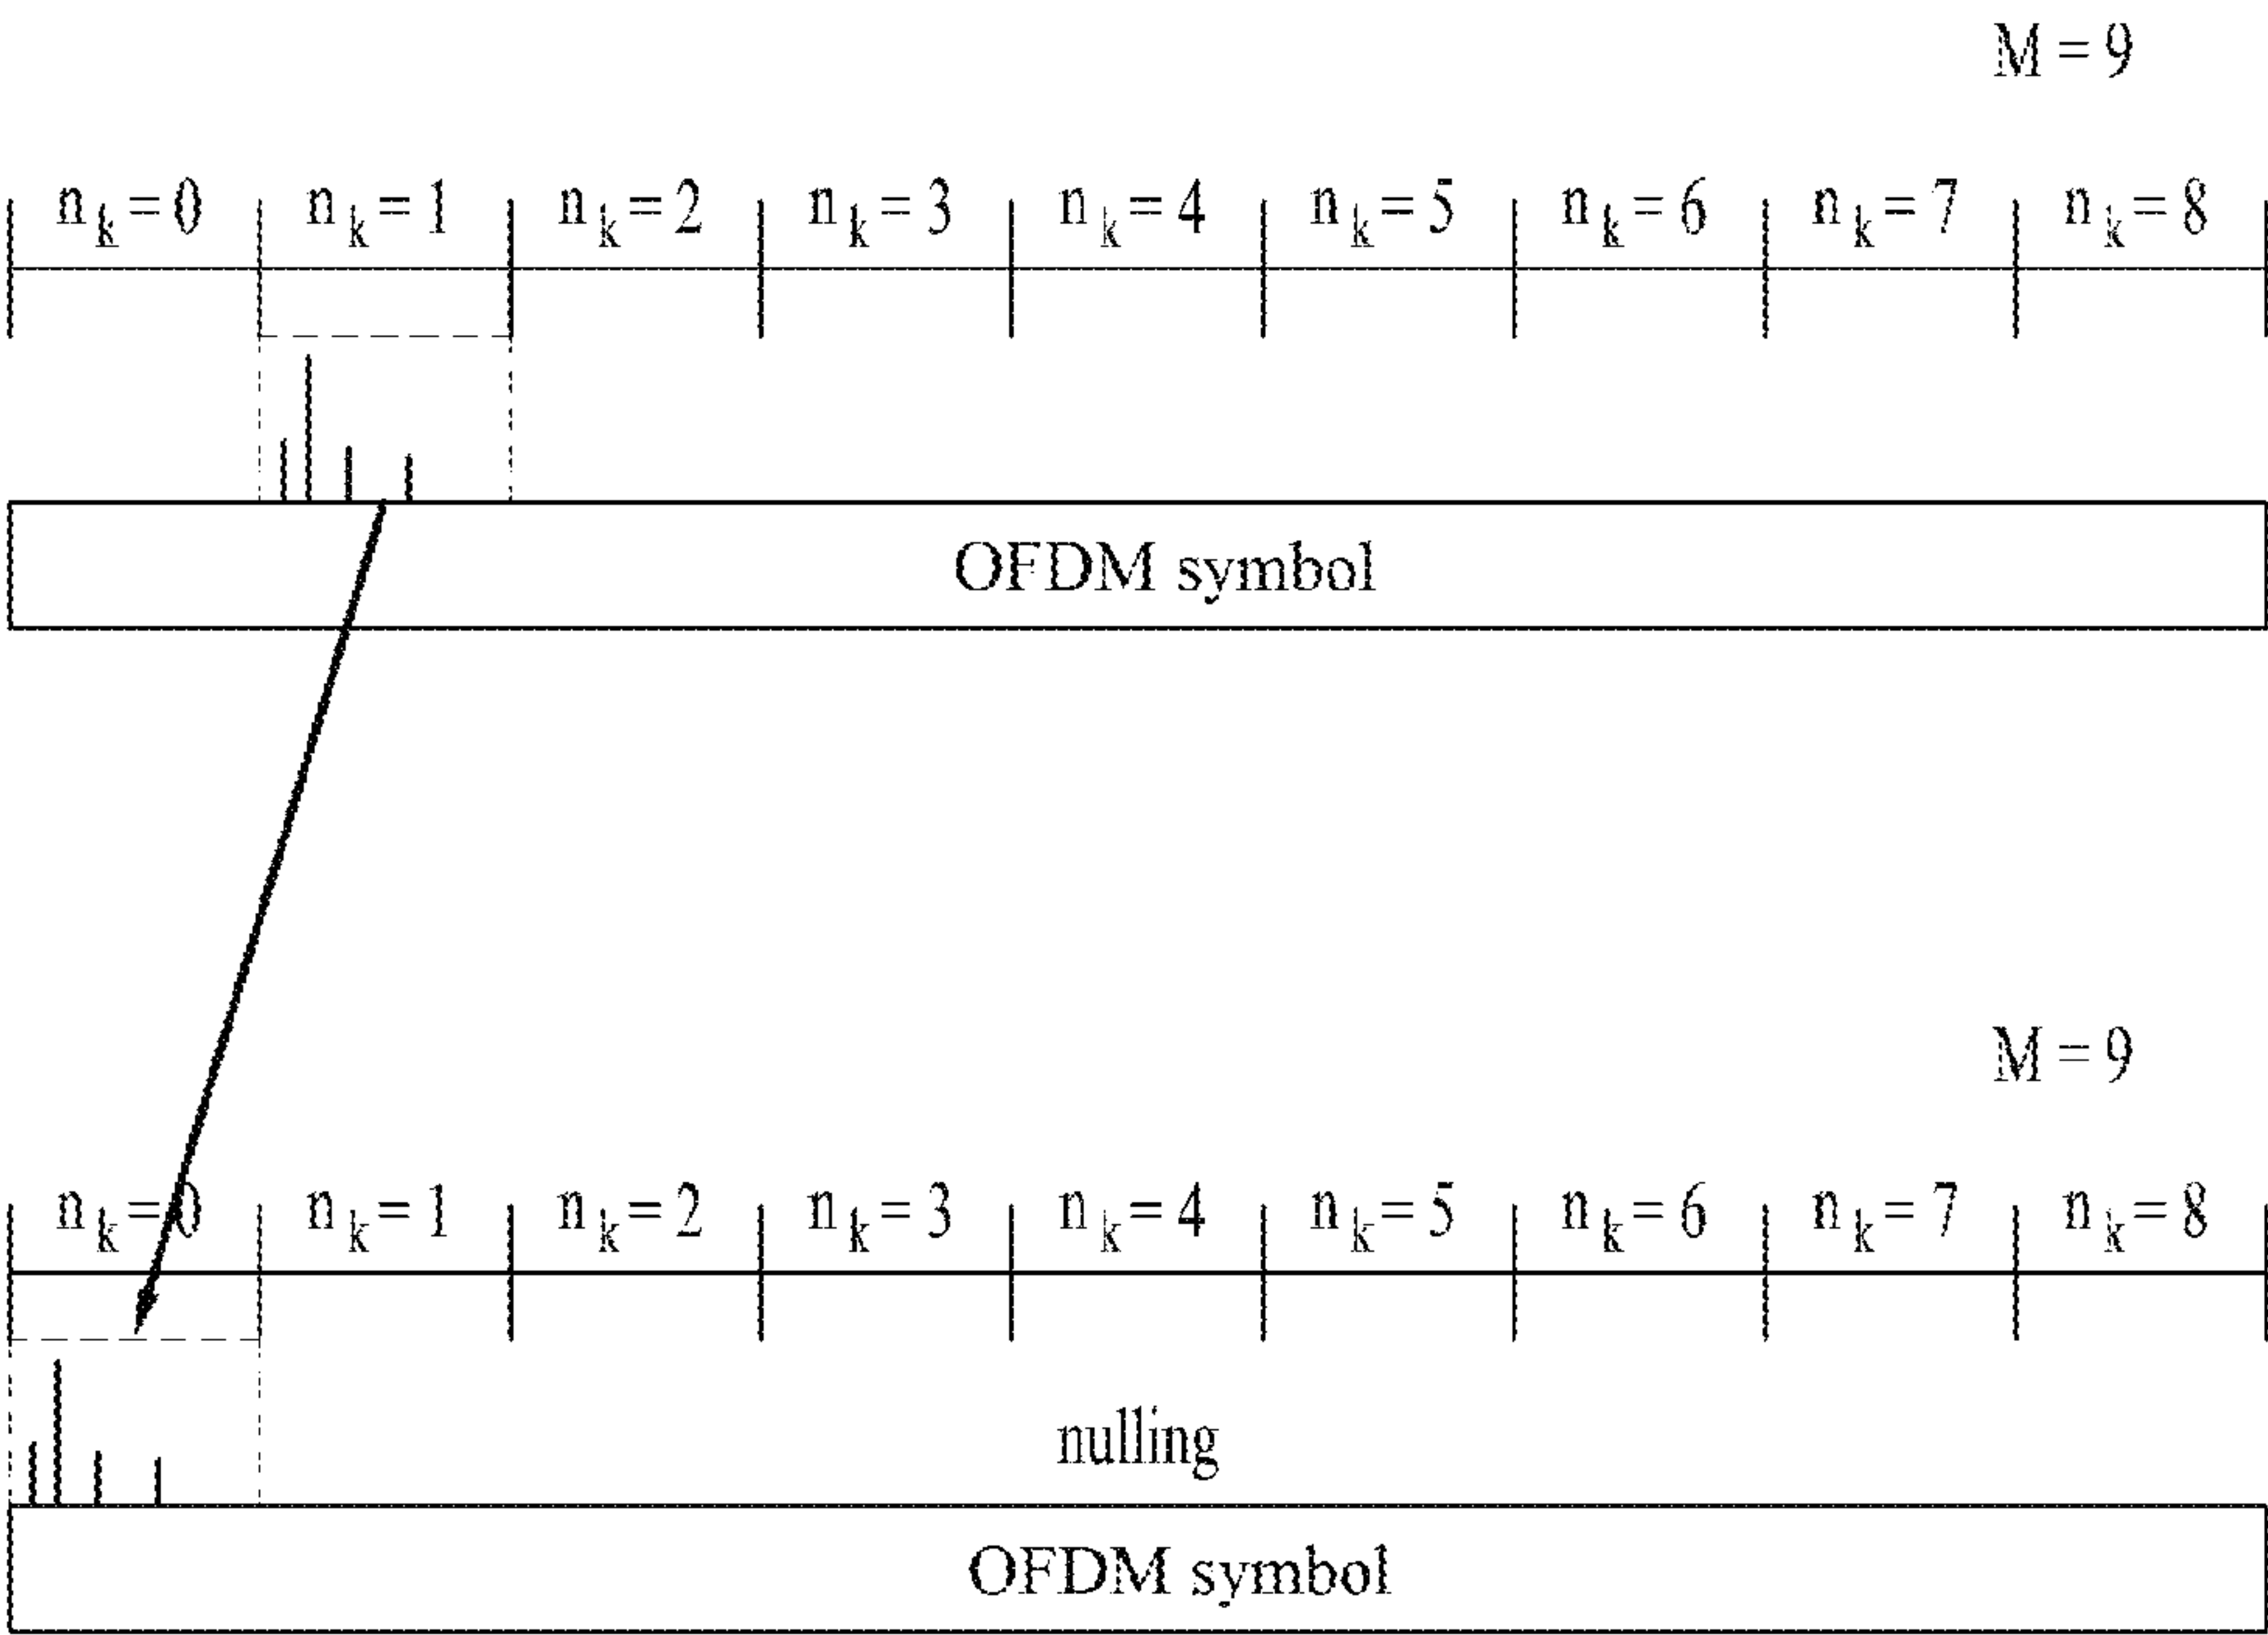 M = 9
n_k = 0 n_k = 1 n_k = 2 n_k = 3 n_k = 4 n_k = 5 n_k = 6 n_k = 7 n_k = 8
OFDM symbol
M = 9
n_k = 0 n_k = 1 n_k = 2 n_k = 3 n_k = 4 n_k = 5 n_k = 6 n_k = 7 n_k = 8
nulling
OFDM symbol